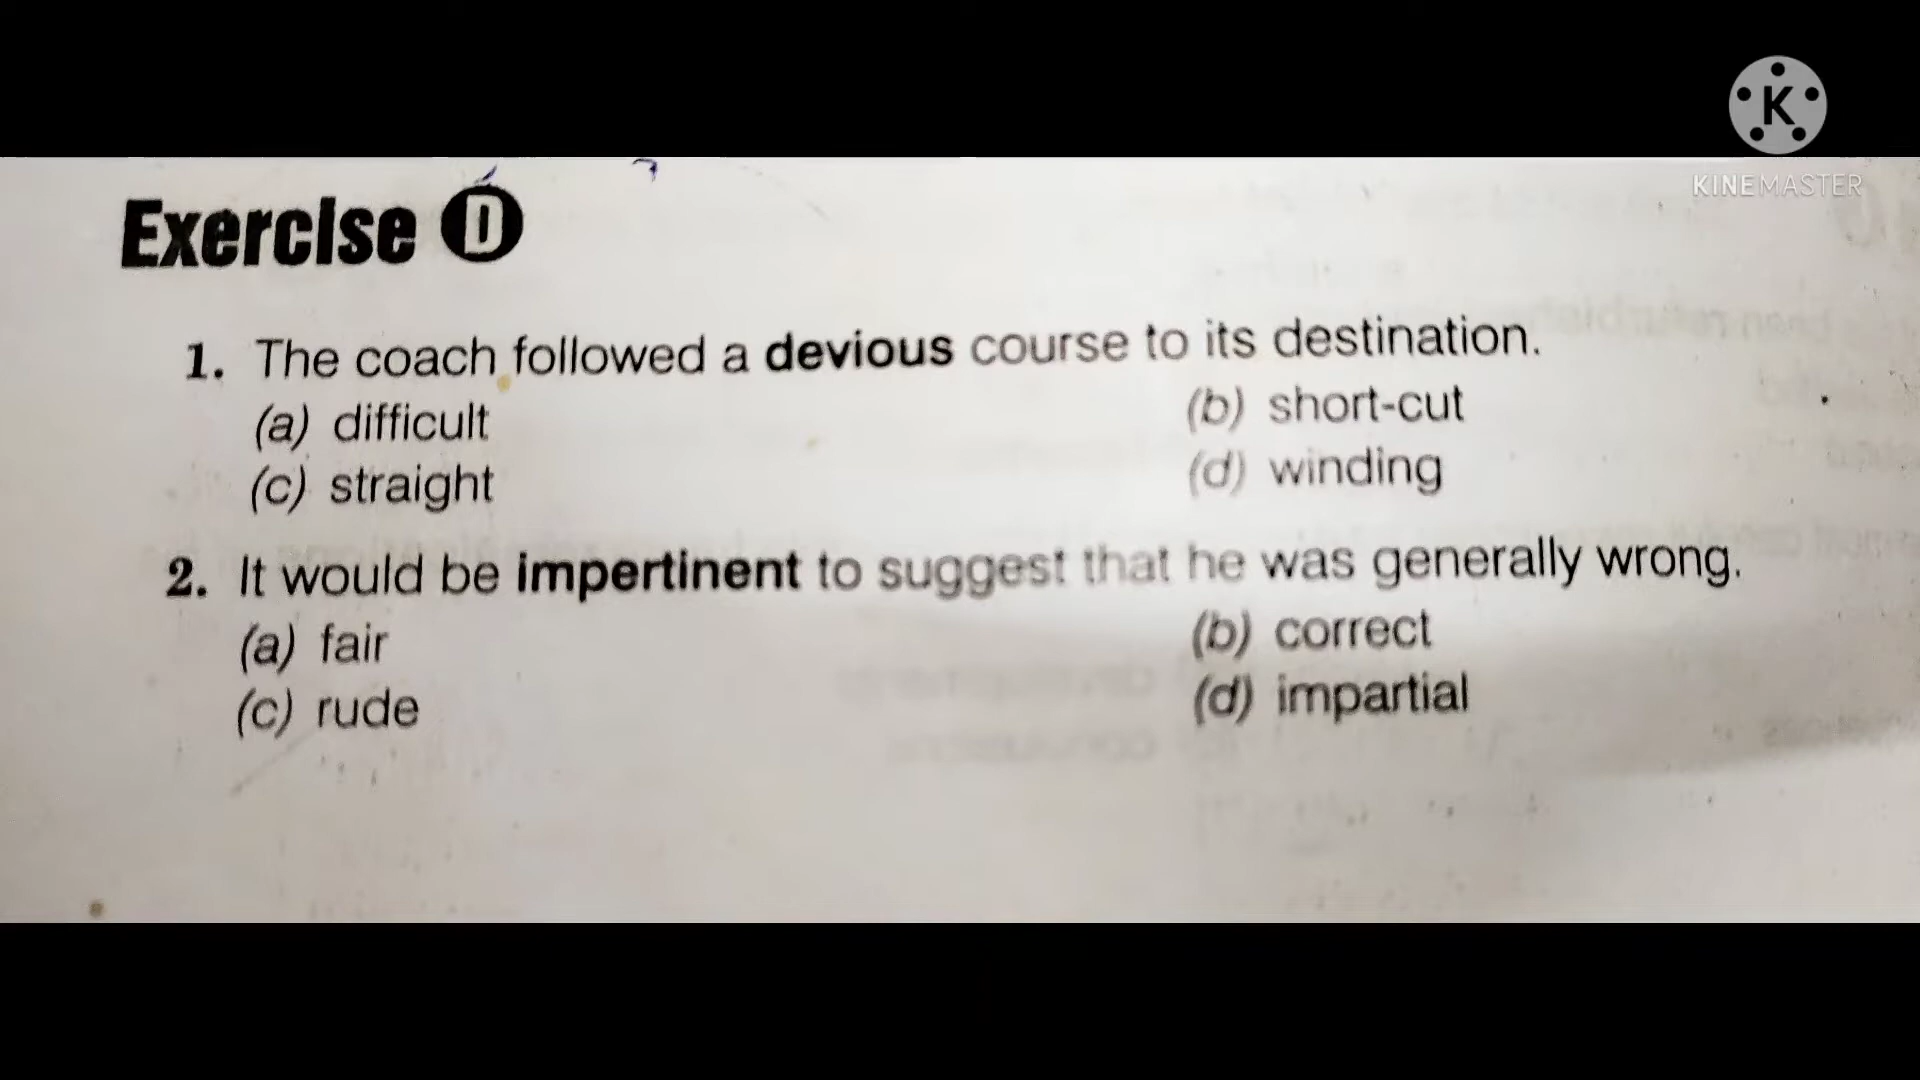 K
KINEMASTER
Exercise D
1. The coach followed a devious course to its destination.
(a) difficult (b) short-cut
(c) straight (d) winding
2. It would be impertinent to suggest that he was generally wrong.
(a) fair (b) correct
(c) rude (d) impartial